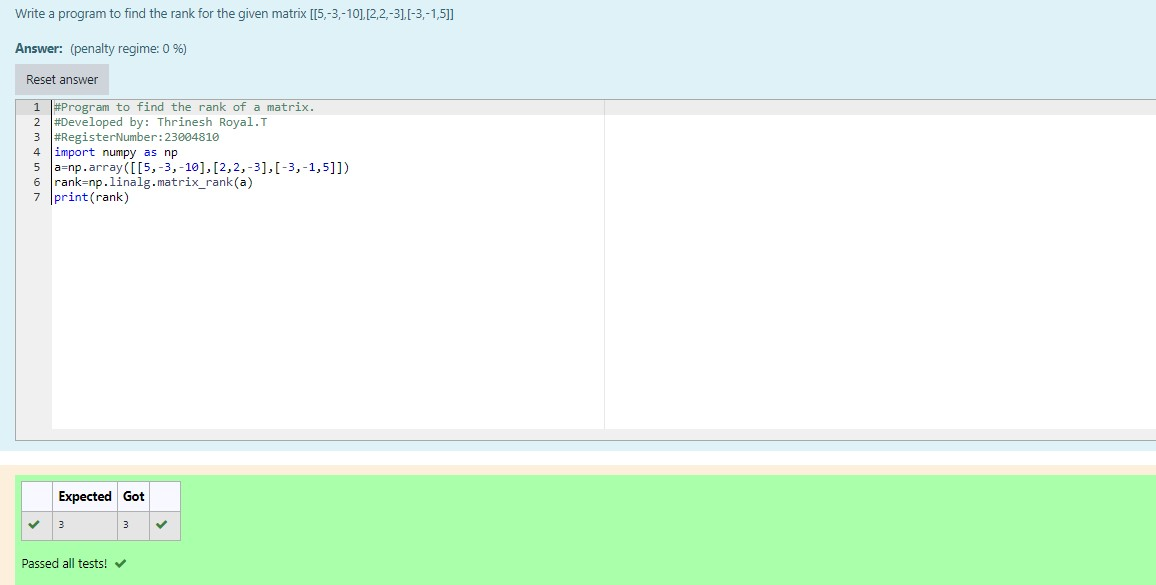 Write a program to find the rank for the given matrix [[5,-3,-10],[2,2,-3],[-3,-1,5]]
Answer: (penalty regime: 0 %)
Reset answer
1 #Program to find the rank of a matrix.
2 #Developed by: Thrinesh Royal.T
3 #RegisterNumber:23004810
4 import numpy as np
5 a=np.array([[5,-3,-10],[2,2,-3],[-3,-1,5]])
6 rank=np.linalg.matrix_rank(a)
7 print(rank)
Expected Got
3 3
Passed all tests!